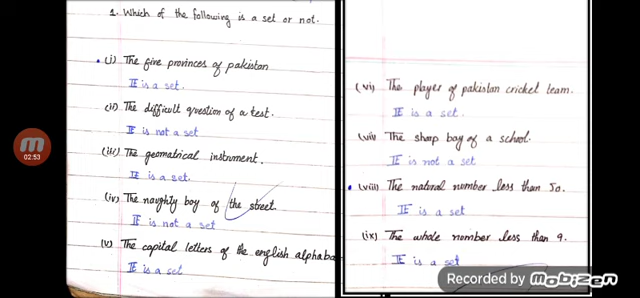 1. Which of the following is a set or not.
(i) The five provinces of pakistan
It is a set.
(ii) The difficult question of a test.
It is not a set
(iii) The geomatrical instrument.
It is a set.
(iv) The naughty boy of the street.
It is not a set
(v) The capital letters of the english alphaba
It is a set
(vi) The player of pakistan cricket team.
It is a set.
(vii) The sharp boy of a school.
It is not a set
(viii) The natural number less than 50.
It is a set
(ix) The whole number less than 9.
It is a set
02:53
Recorded by mobizen